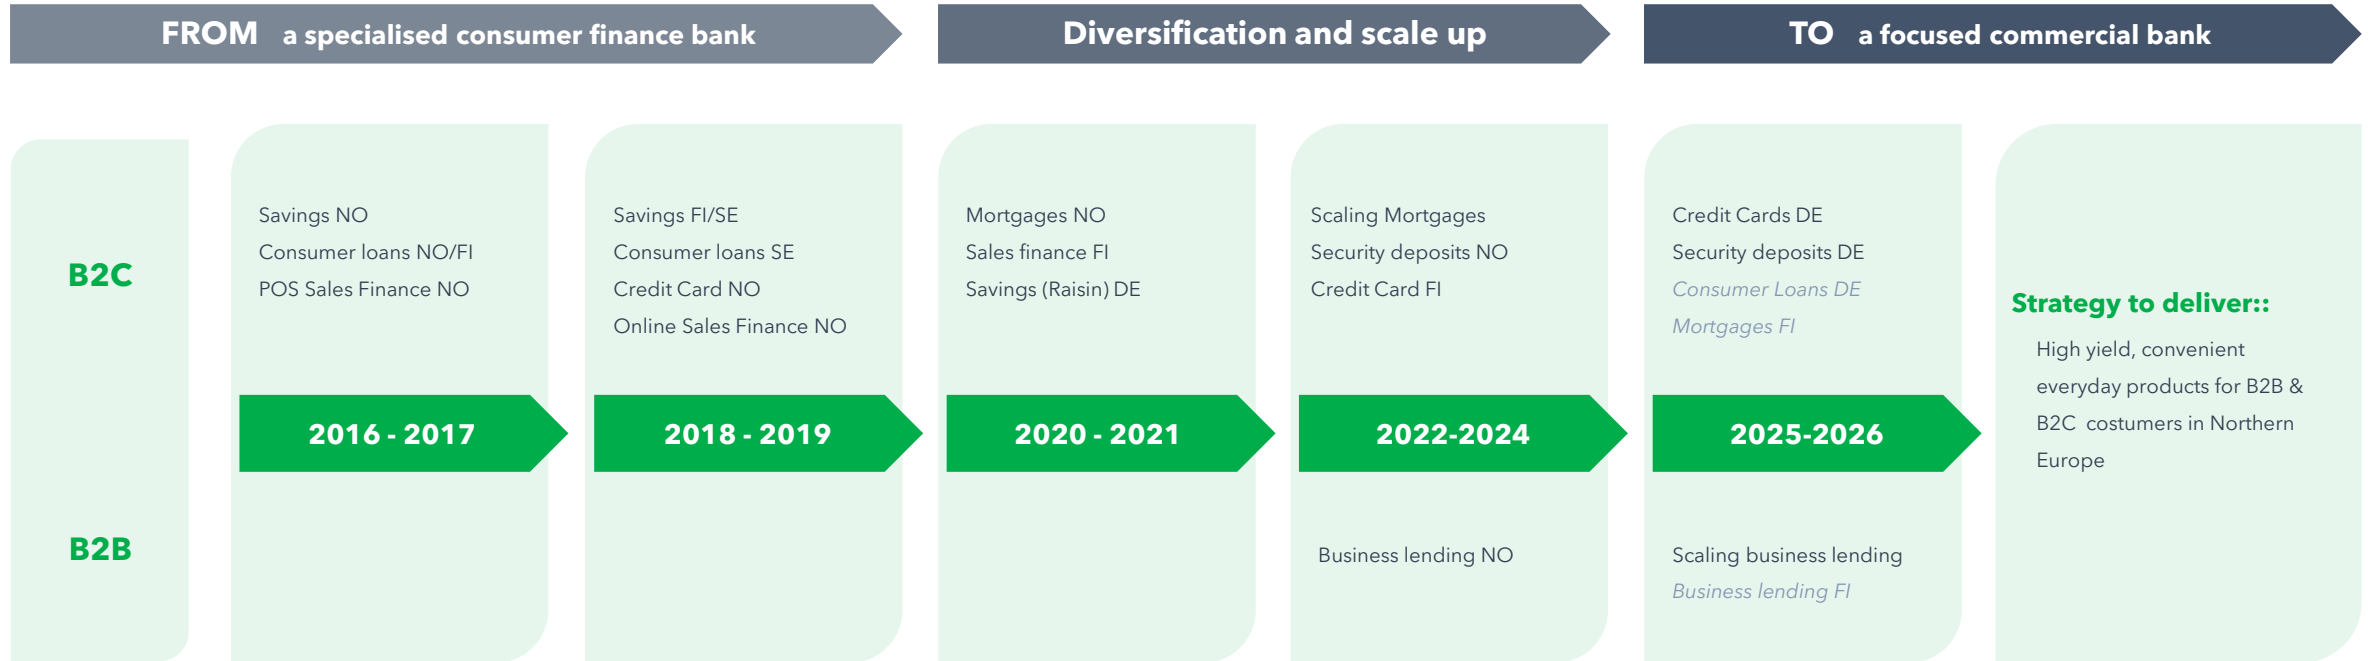 FROM a specialised consumer finance bank
Diversification and scale up
TO a focused commercial bank
B2C
Savings NO
Consumer loans NO/FI
POS Sales Finance NO
Savings FI/SE
Consumer loans SE
Credit Card NO
Online Sales Finance NO
Mortgages NO
Sales finance FI
Savings (Raisin) DE
Scaling Mortgages
Security deposits NO
Credit Card FI
Credit Cards DE
Security deposits DE
Consumer Loans DE
Mortgages FI
Strategy to deliver::
High yield, convenient
everyday products for B2B &
B2C costumers in Northern
Europe
2016 - 2017
2018 - 2019
2020 - 2021
2022-2024
2025-2026
B2B
Business lending NO
Scaling business lending
Business lending FI